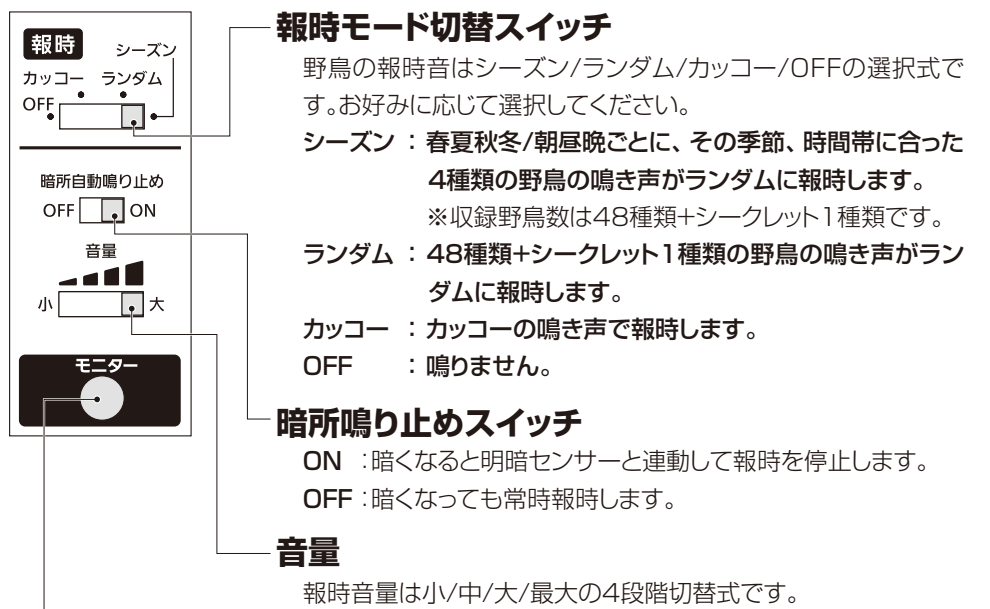 報時
シーズン
カッコー
ランダム
OFF
暗所自動鳴り止め
OFF
ON
音量
小
大
モニター
報時モード切替スイッチ
野鳥の報時音はシーズン/ランダム/カッコー/OFFの選択式で
す。お好みに応じて選択してください。
シーズン : 春夏秋冬/朝昼晩ごとに、その季節、時間帯に合った
4種類の野鳥の鳴き声がランダムに報時します。
※収録野鳥数は48種類+シークレット1種類です。
ランダム : 48種類+シークレット1種類の野鳥の鳴き声がラン
ダムに報時します。
カッコー : カッコーの鳴き声で報時します。
OFF : 鳴りません。
暗所鳴り止めスイッチ
ON :暗くなると明暗センサーと連動して報時を停止します。
OFF :暗くなっても常時報時します。
音量
報時音量は小/中/大/最大の4段階切替式です。